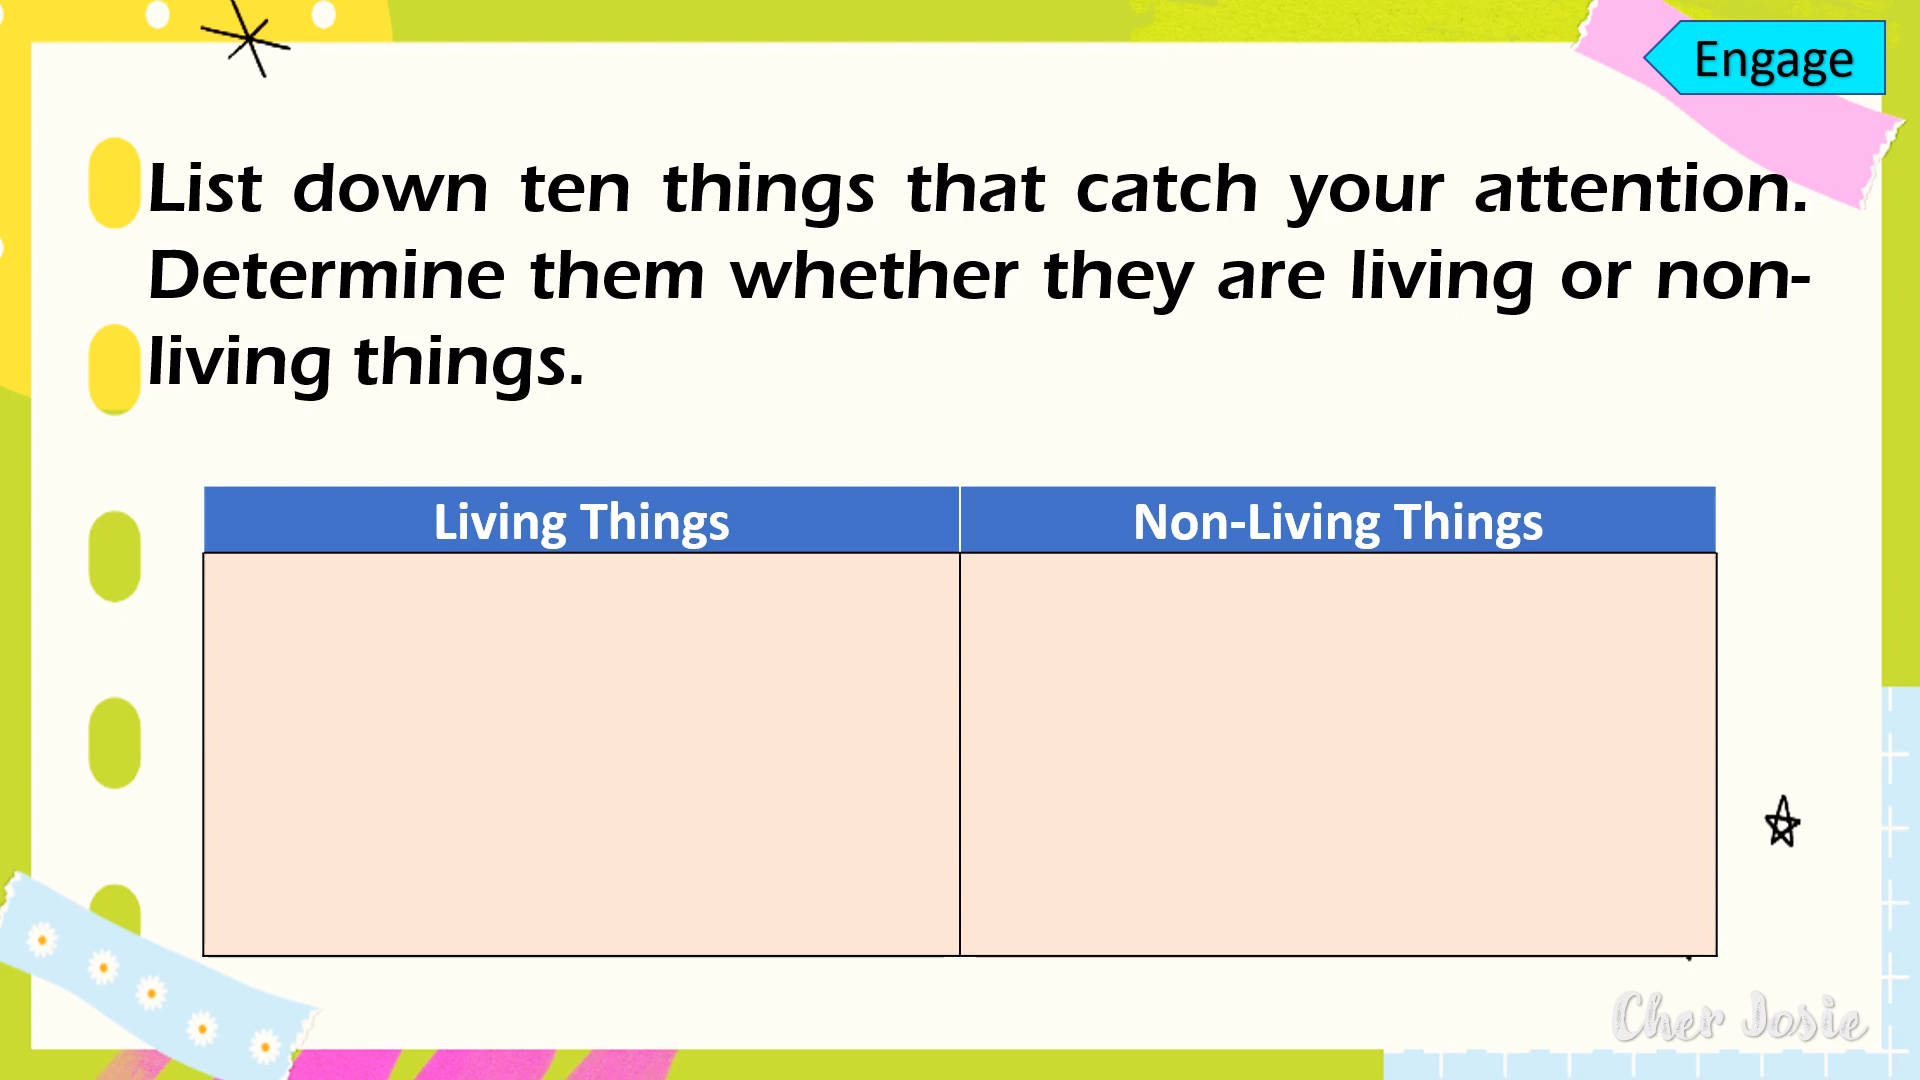 Engage
List down ten things that catch your attention.
Determine them whether they are living or non-
living things.
Living Things
Non-Living Things
Cher Josie